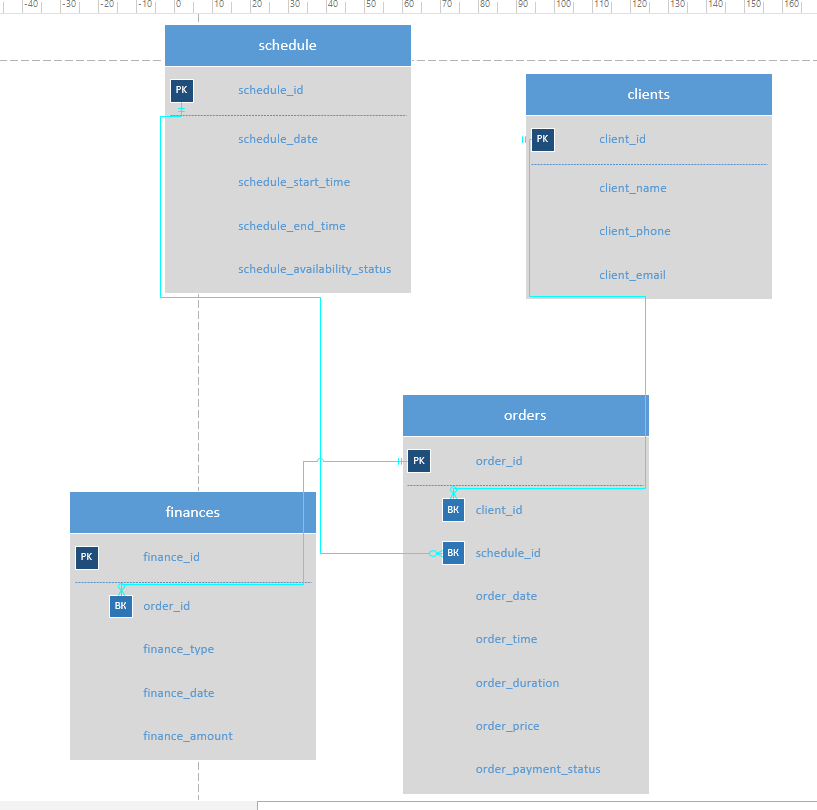 -40 -30 -20 -10 0 10 20 30 40 50 60 70 80 90 100 110 120 130 140 150 160
schedule
PK schedule_id
schedule_date
schedule_start_time
schedule_end_time
schedule_availability_status
clients
PK client_id
client_name
client_phone
client_email
orders
PK order_id
BK client_id
BK schedule_id
order_date
order_time
order_duration
order_price
order_payment_status
finances
PK finance_id
BK order_id
finance_type
finance_date
finance_amount